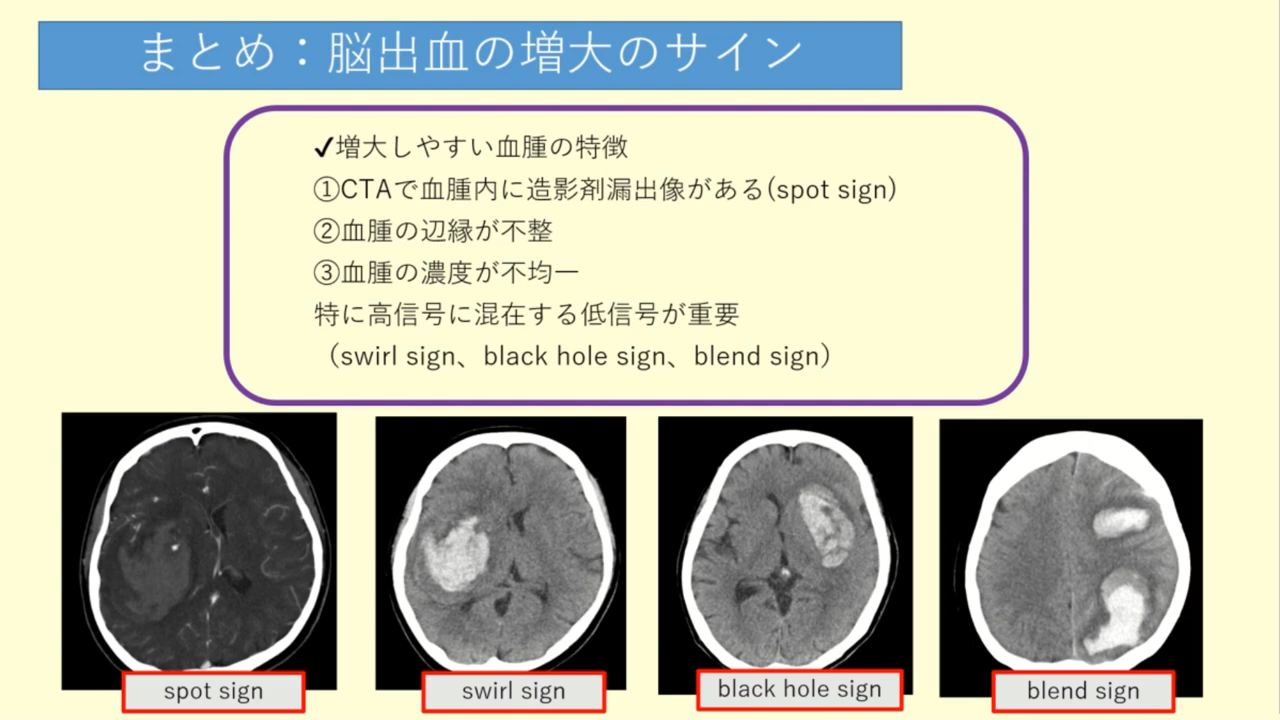 まとめ：脳出血の増大のサイン
✓増大しやすい血腫の特徴
①CTAで血腫内に造影剤漏出像がある(spot sign)
②血腫の辺縁が不整
③血腫の濃度が不均一
特に高信号に混在する低信号が重要
（swirl sign、black hole sign、blend sign）
spot sign
swirl sign
black hole sign
blend sign